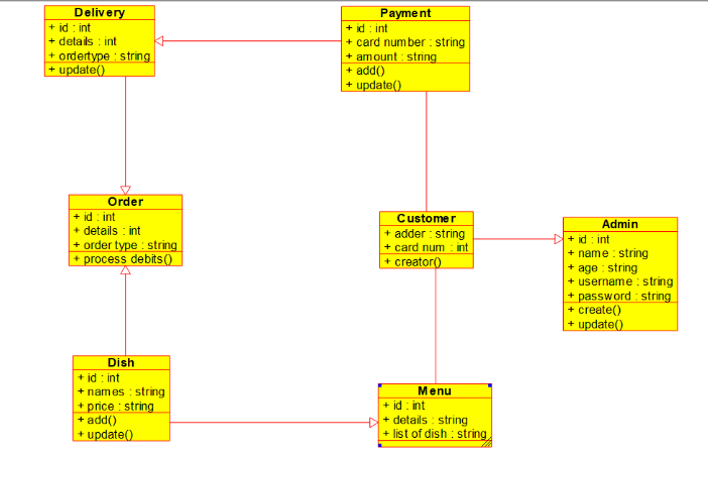 Delivery
+ id : int
+ details : int
+ ordertype : string
+ update()
Payment
+ id : int
+ card number : string
+ amount : string
+ add()
+ update()
Order
+ id : int
+ details : int
+ order type : string
+ process debits()
Customer
+ adder : string
+ card num : int
+ creator()
Admin
+ id : int
+ name : string
+ age : string
+ username : string
+ password : string
+ create()
+ update()
Dish
+ id : int
+ names : string
+ price : string
+ add()
+ update()
Menu
+ id : int
+ details : string
+ list of dish : string